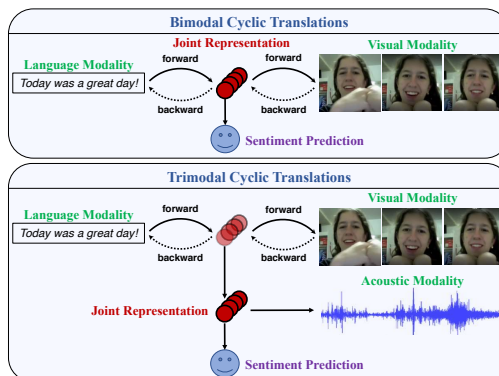 Bimodal Cyclic Translations
Joint Representation
Visual Modality
Language Modality
forward
forward
Today was a great day!
backward
backward
Sentiment Prediction
Trimodal Cyclic Translations
Visual Modality
Language Modality
forward
forward
Today was a great day!
backward
backward
Acoustic Modality
Joint Representation
Sentiment Prediction